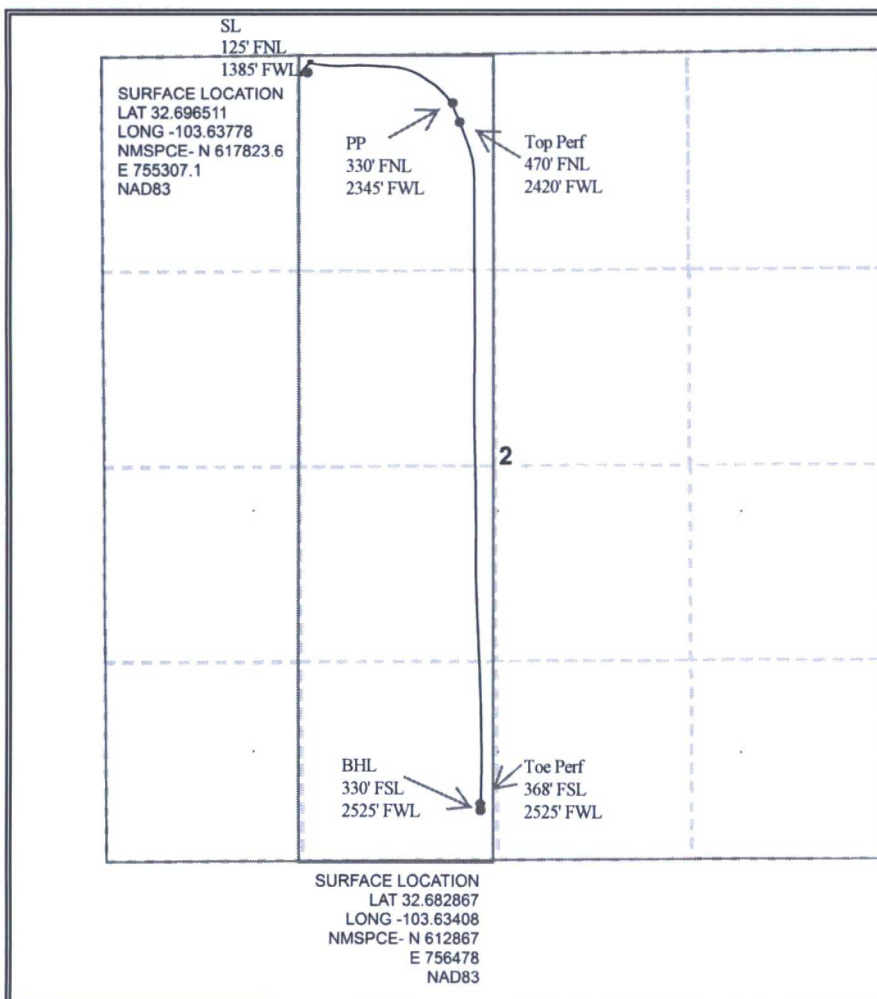 SL
125' FNL
1385' FWL
SURFACE LOCATION
LAT 32.696511
LONG -103.63778
NMSPCE- N 617823.6
E 755307.1
NAD83
PP
330' FNL
2345' FWL
Top Perf
470' FNL
2420' FWL
2
BHL
330' FSL
2525' FWL
Toe Perf
368' FSL
2525' FWL
SURFACE LOCATION
LAT 32.682867
LONG -103.63408
NMSPCE- N 612867
E 756478
NAD83